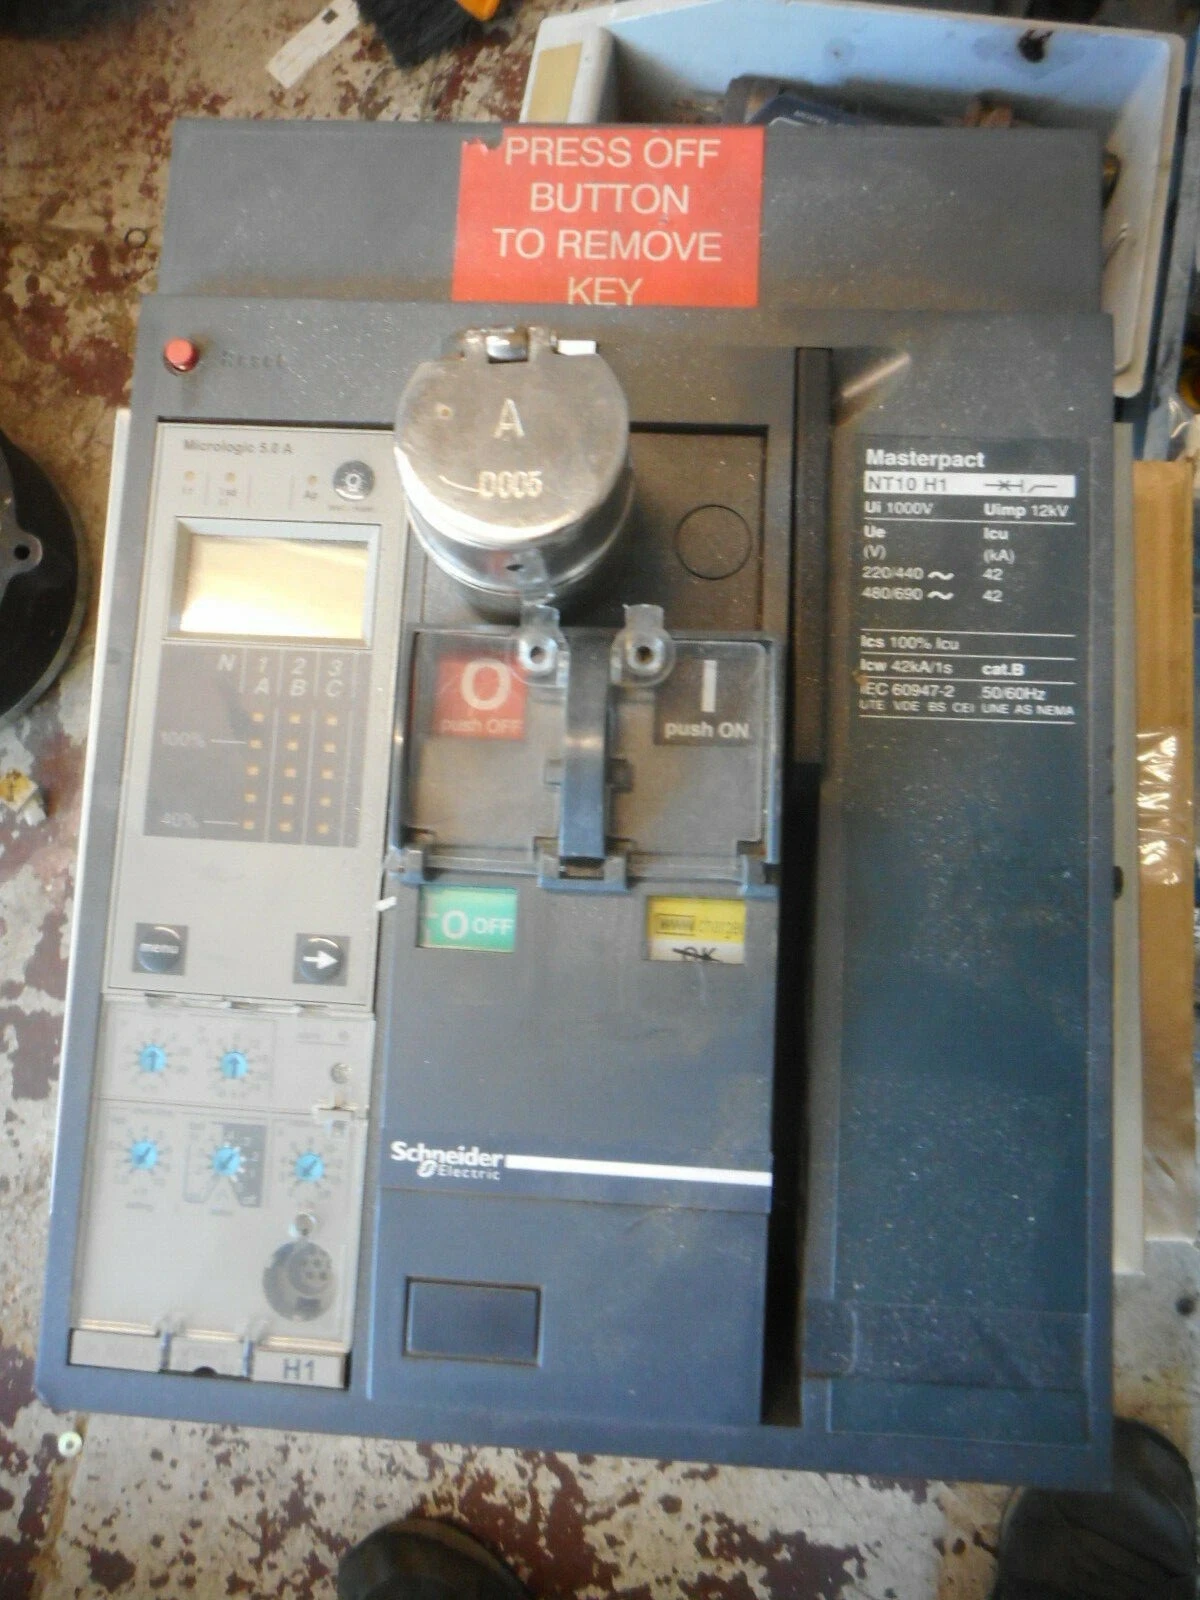 PRESS OFF
BUTTON
TO REMOVE
KEY
Reset
Micrologic 5.0 A
A
0005
Masterpact
NT10 H1
Ui 1000V Uimp 12kV
Ue Icu
(V) (kA)
220/440 42
480/690 42
Ics 100% Icu
Icw 42kA/1s cat.B
IEC 60947-2 50/60Hz
UTE VDE BS CEI UNE AS NEMA
N 1 2 3
A B C
100%
40%
O
push OFF
I
push ON
O OFF
OK
menu
Schneider
Electric
H1